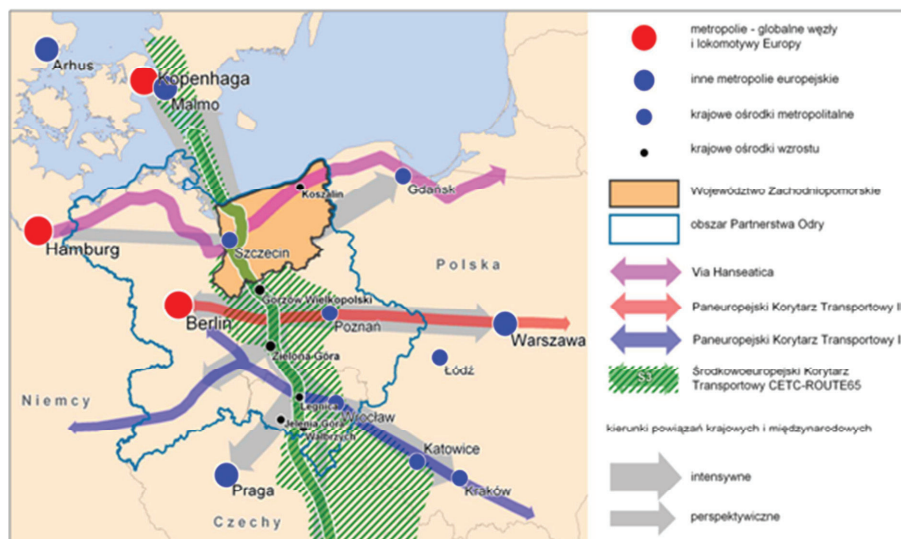 Arhus
Kopenhaga
Malmo
Koszalin
Gdańsk
Hamburg
Szczecin
Polska
Gorzów Wielkopolski
Berlin
Poznań
Warszawa
Zielona Góra
Łódź
Niemcy
Legnica
Wrocław
Jelenia Góra
Wałbrzych
Katowice
Praga
Kraków
Czechy
metropolie - globalne węzły
i lokomotywy Europy
inne metropolie europejskie
krajowe ośrodki metropolitalne
krajowe ośrodki wzrostu
Województwo Zachodniopomorskie
obszar Partnerstwa Odry
Via Hanseatica
Paneuropejski Korytarz Transportowy II
Paneuropejski Korytarz Transportowy I
S3
Środkowoeuropejski Korytarz
Transportowy CETC-ROUTE65
kierunki powiązań krajowych i międzynarodowych
intensywne
perspektywiczne